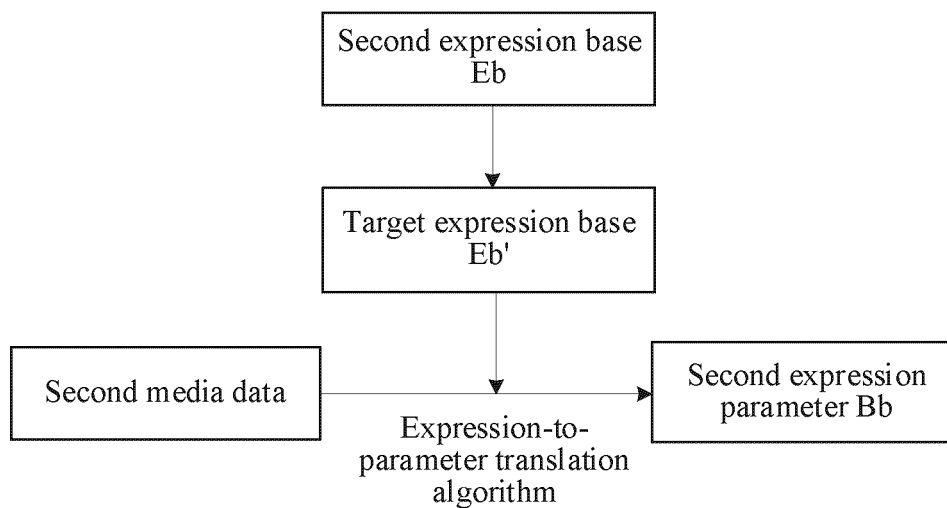 Second expression base
Eb
Target expression base
Eb'
Second media data
Second expression
parameter Bb
Expression-to-
parameter translation
algorithm